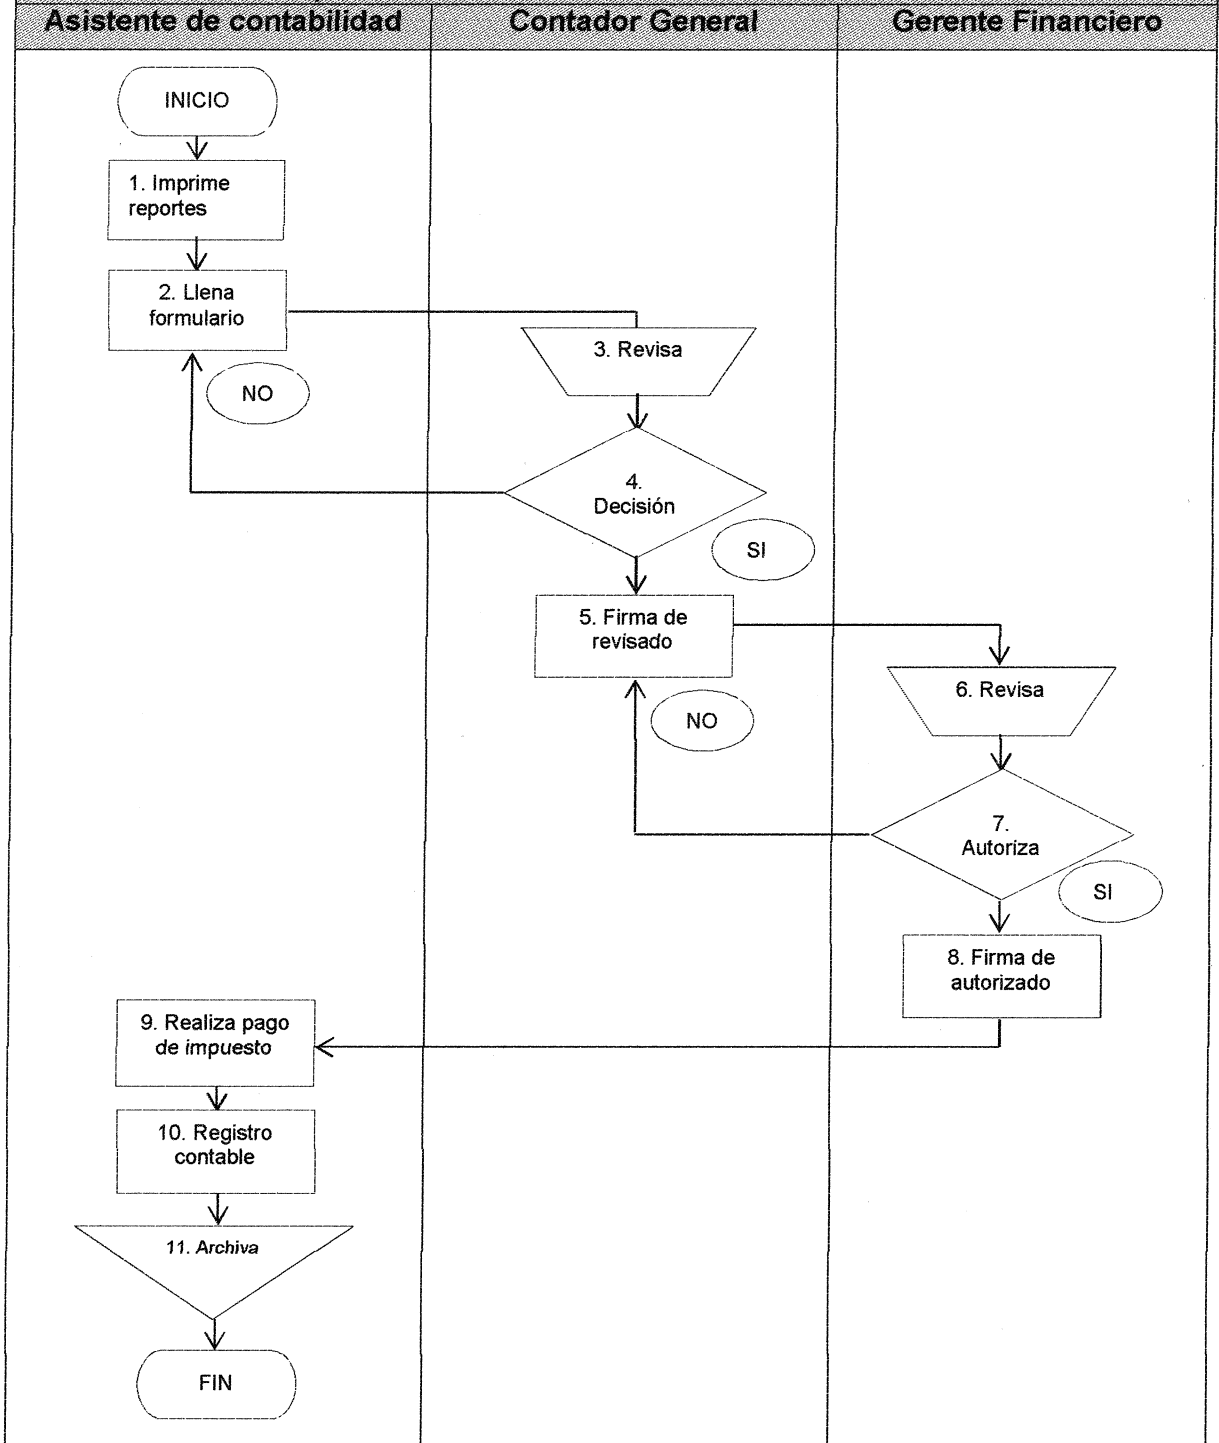 Asistente de contabilidad
Contador General
Gerente Financiero
INICIO
1. Imprime
reportes
2. Llena
formulario
3. Revisa
NO
4.
Decisión
SI
5. Firma de
revisado
6. Revisa
NO
7.
Autoriza
SI
8. Firma de
autorizado
9. Realiza pago
de impuesto
10. Registro
contable
11. Archiva
FIN